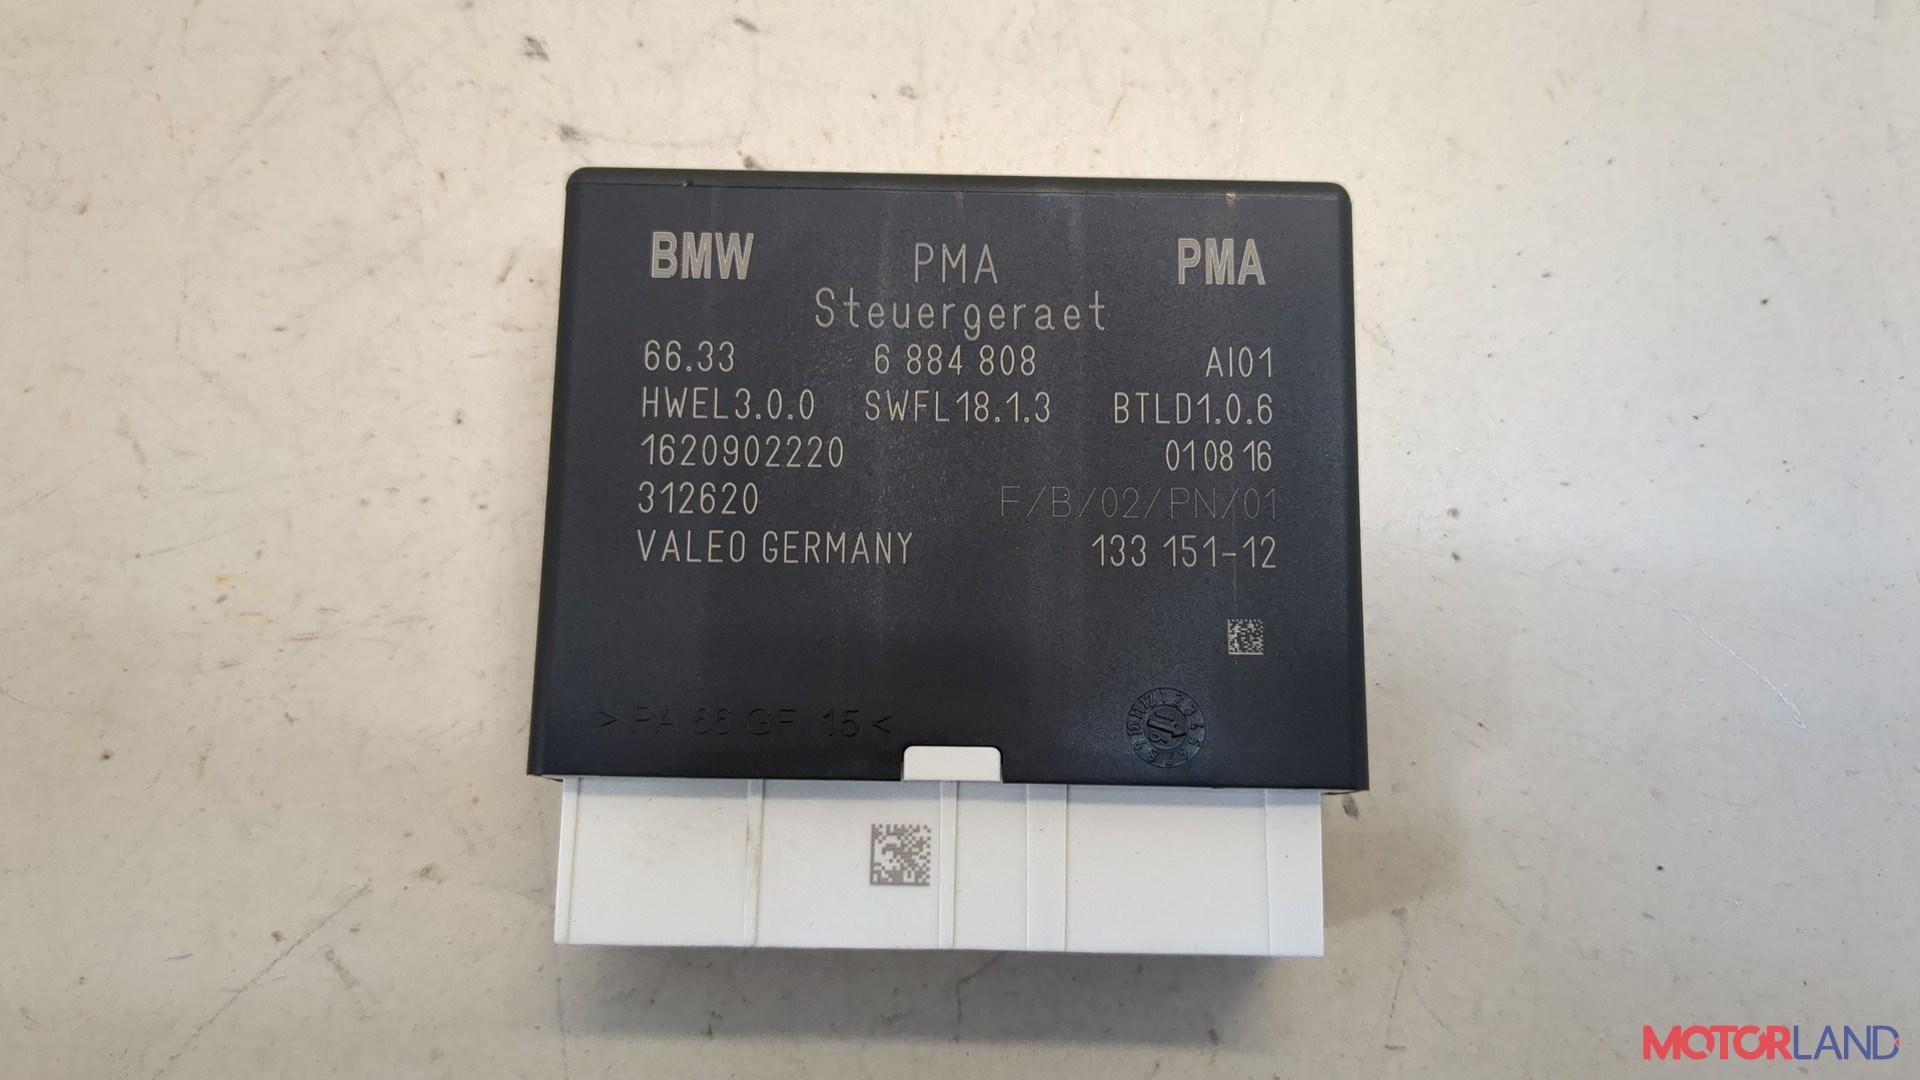 BMW PMA PMA
Steuergeraet
66.33 6 884 808 AI01
HWEL3.0.0 SWFL18.1.3 BTLD1.0.6
1620902220 010816
312620 F/B/02/PN/01
VALEO GERMANY 133 151-12
> PA 66 GF 15 <
MOTORLAND